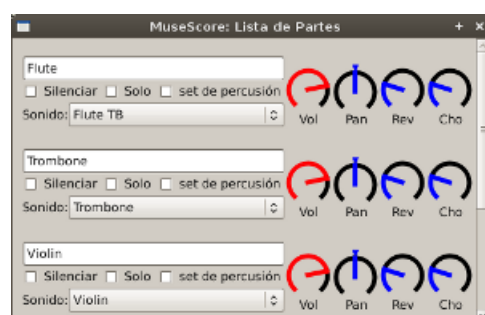 MuseScore: Lista de Partes
Flute
Silenciar Solo set de percusión
Sonido: Flute TB
Vol Pan Rev Cho
Trombone
Silenciar Solo set de percusión
Sonido: Trombone
Vol Pan Rev Cho
Violin
Silenciar Solo set de percusión
Sonido: Violin
Vol Pan Rev Cho